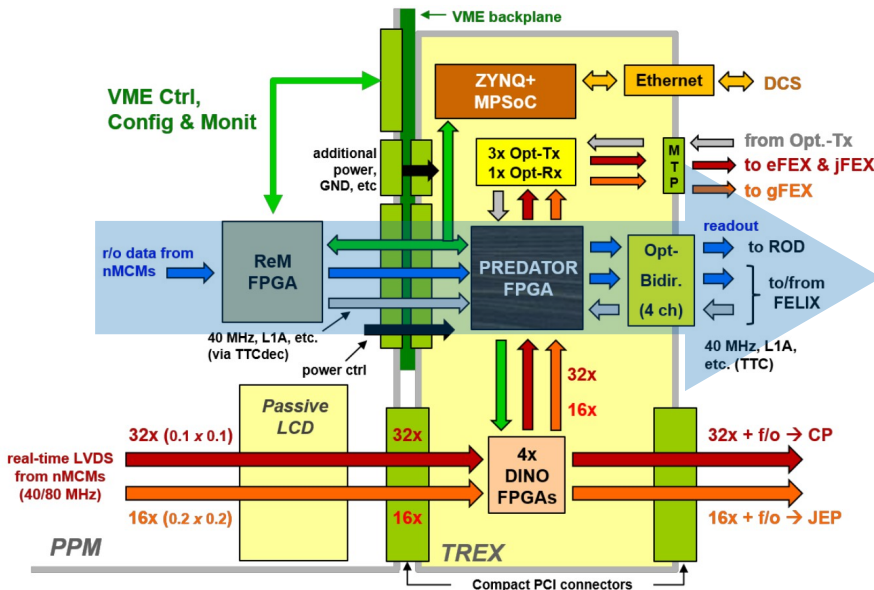 VME backplane
ZYNQ+
MPSoC
Ethernet
DCS
VME Ctrl,
Config & Monit
additional
power,
GND, etc
3x Opt-Tx
1x Opt-Rx
M
T
P
from Opt.-Tx
to eFEX & jFEX
to gFEX
r/o data from
nMCMs
ReM
FPGA
PREDATOR
FPGA
Opt-
Bidir.
(4 ch)
readout
to ROD
to/from
FELIX
40 MHz, L1A, etc.
(via TTCdec)
power ctrl
40 MHz, L1A,
etc. (TTC)
32x
16x
Passive
LCD
32x (0.1 x 0.1)
32x
real-time LVDS
from nMCMs
(40/80 MHz)
16x (0.2 x 0.2)
16x
4x
DINO
FPGAs
32x + f/o → CP
16x + f/o → JEP
PPM
TREX
Compact PCI connectors